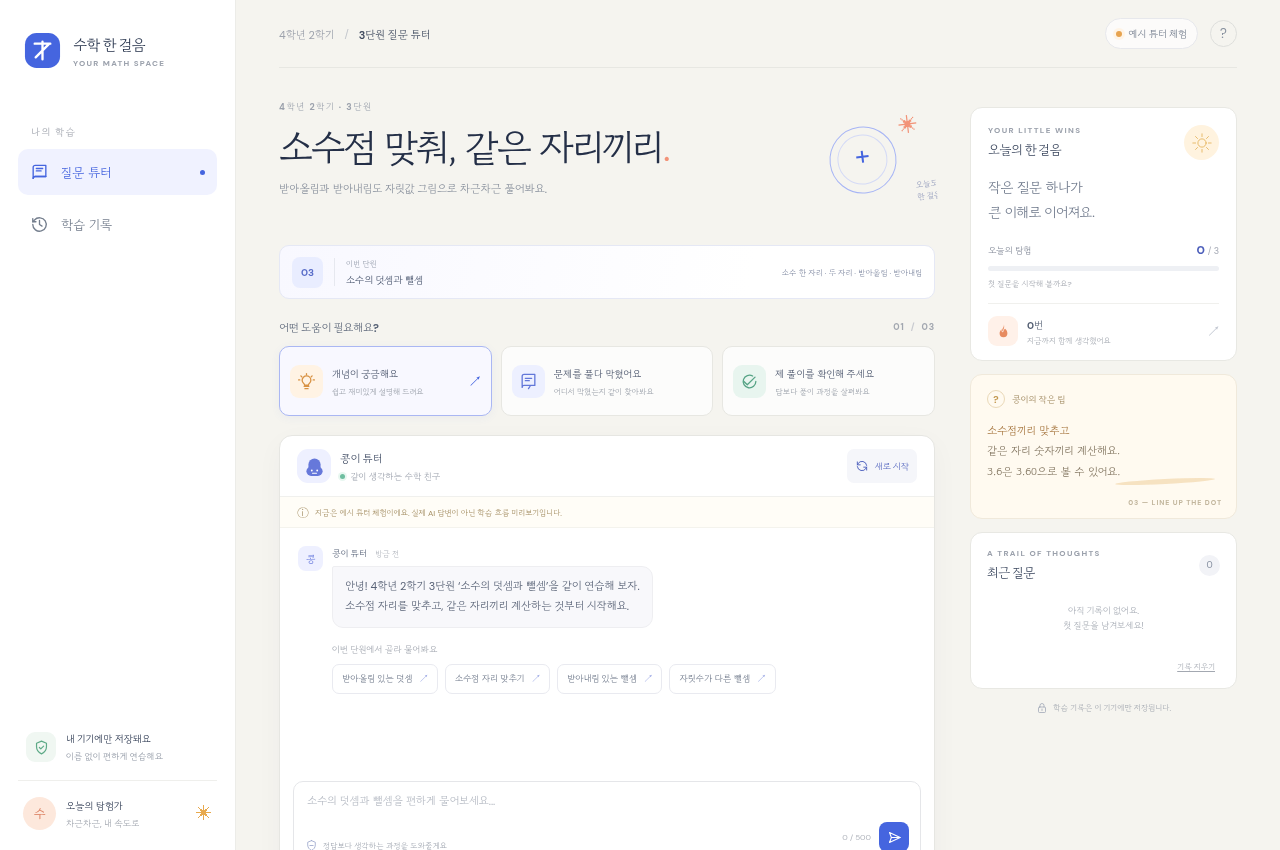 수학 한 걸음
YOUR MATH SPACE
나의 학습
질문 튜터
학습 기록
내 기기에만 저장돼요
이름 없이 편하게 연습해요
수
오늘의 탐험가
차근차근, 내 속도로
4학년 2학기 / 3단원 질문 튜터
예시 튜터 체험
?
4학년 2학기 · 3단원
소수점 맞춰, 같은 자리끼리.
받아올림과 받아내림도 자릿값 그림으로 차근차근 풀어봐요.
+
한
03
이번 단원
소수의 덧셈과 뺄셈
소수 한 자리 · 두 자리 · 받아올림 · 받아내림
어떤 도움이 필요해요?
01 / 03
개념이 궁금해요
쉽고 재미있게 설명해 드려요
문제를 풀다 막혔어요
어디서 막혔는지 같이 찾아봐요
제 풀이를 확인해 주세요
답보다 풀이 과정을 살펴봐요
콩이 튜터
같이 생각하는 수학 친구
새로 시작
지금은 예시 튜터 체험이에요. 실제 AI 답변이 아닌 학습 흐름 미리보기입니다.
콩
콩이 튜터 방금 전
안녕! 4학년 2학기 3단원 ‘소수의 덧셈과 뺄셈’을 같이 연습해 보자.
소수점 자리를 맞추고, 같은 자리끼리 계산하는 것부터 시작해요.
이번 단원에서 골라 물어봐요
받아올림 있는 덧셈 ↗
소수점 자리 맞추기 ↗
받아내림 있는 뺄셈 ↗
자릿수가 다른 뺄셈 ↗
소수의 덧셈과 뺄셈을 편하게 물어보세요…
정답보다 생각하는 과정을 도와줄게요
0 / 500
YOUR LITTLE WINS
오늘의 한 걸음
작은 질문 하나가
큰 이해로 이어져요.
오늘의 탐험
0 / 3
첫 질문을 시작해 볼까요?
0번
지금까지 함께 생각했어요
↗
?
콩이의 작은 팁
소수점끼리 맞추고
같은 자리 숫자끼리 계산해요.
3.6은 3.60으로 볼 수 있어요.
03 — LINE UP THE DOT
A TRAIL OF THOUGHTS
최근 질문
0
아직 기록이 없어요.
첫 질문을 남겨보세요!
기록 지우기
학습 기록은 이 기기에만 저장됩니다.